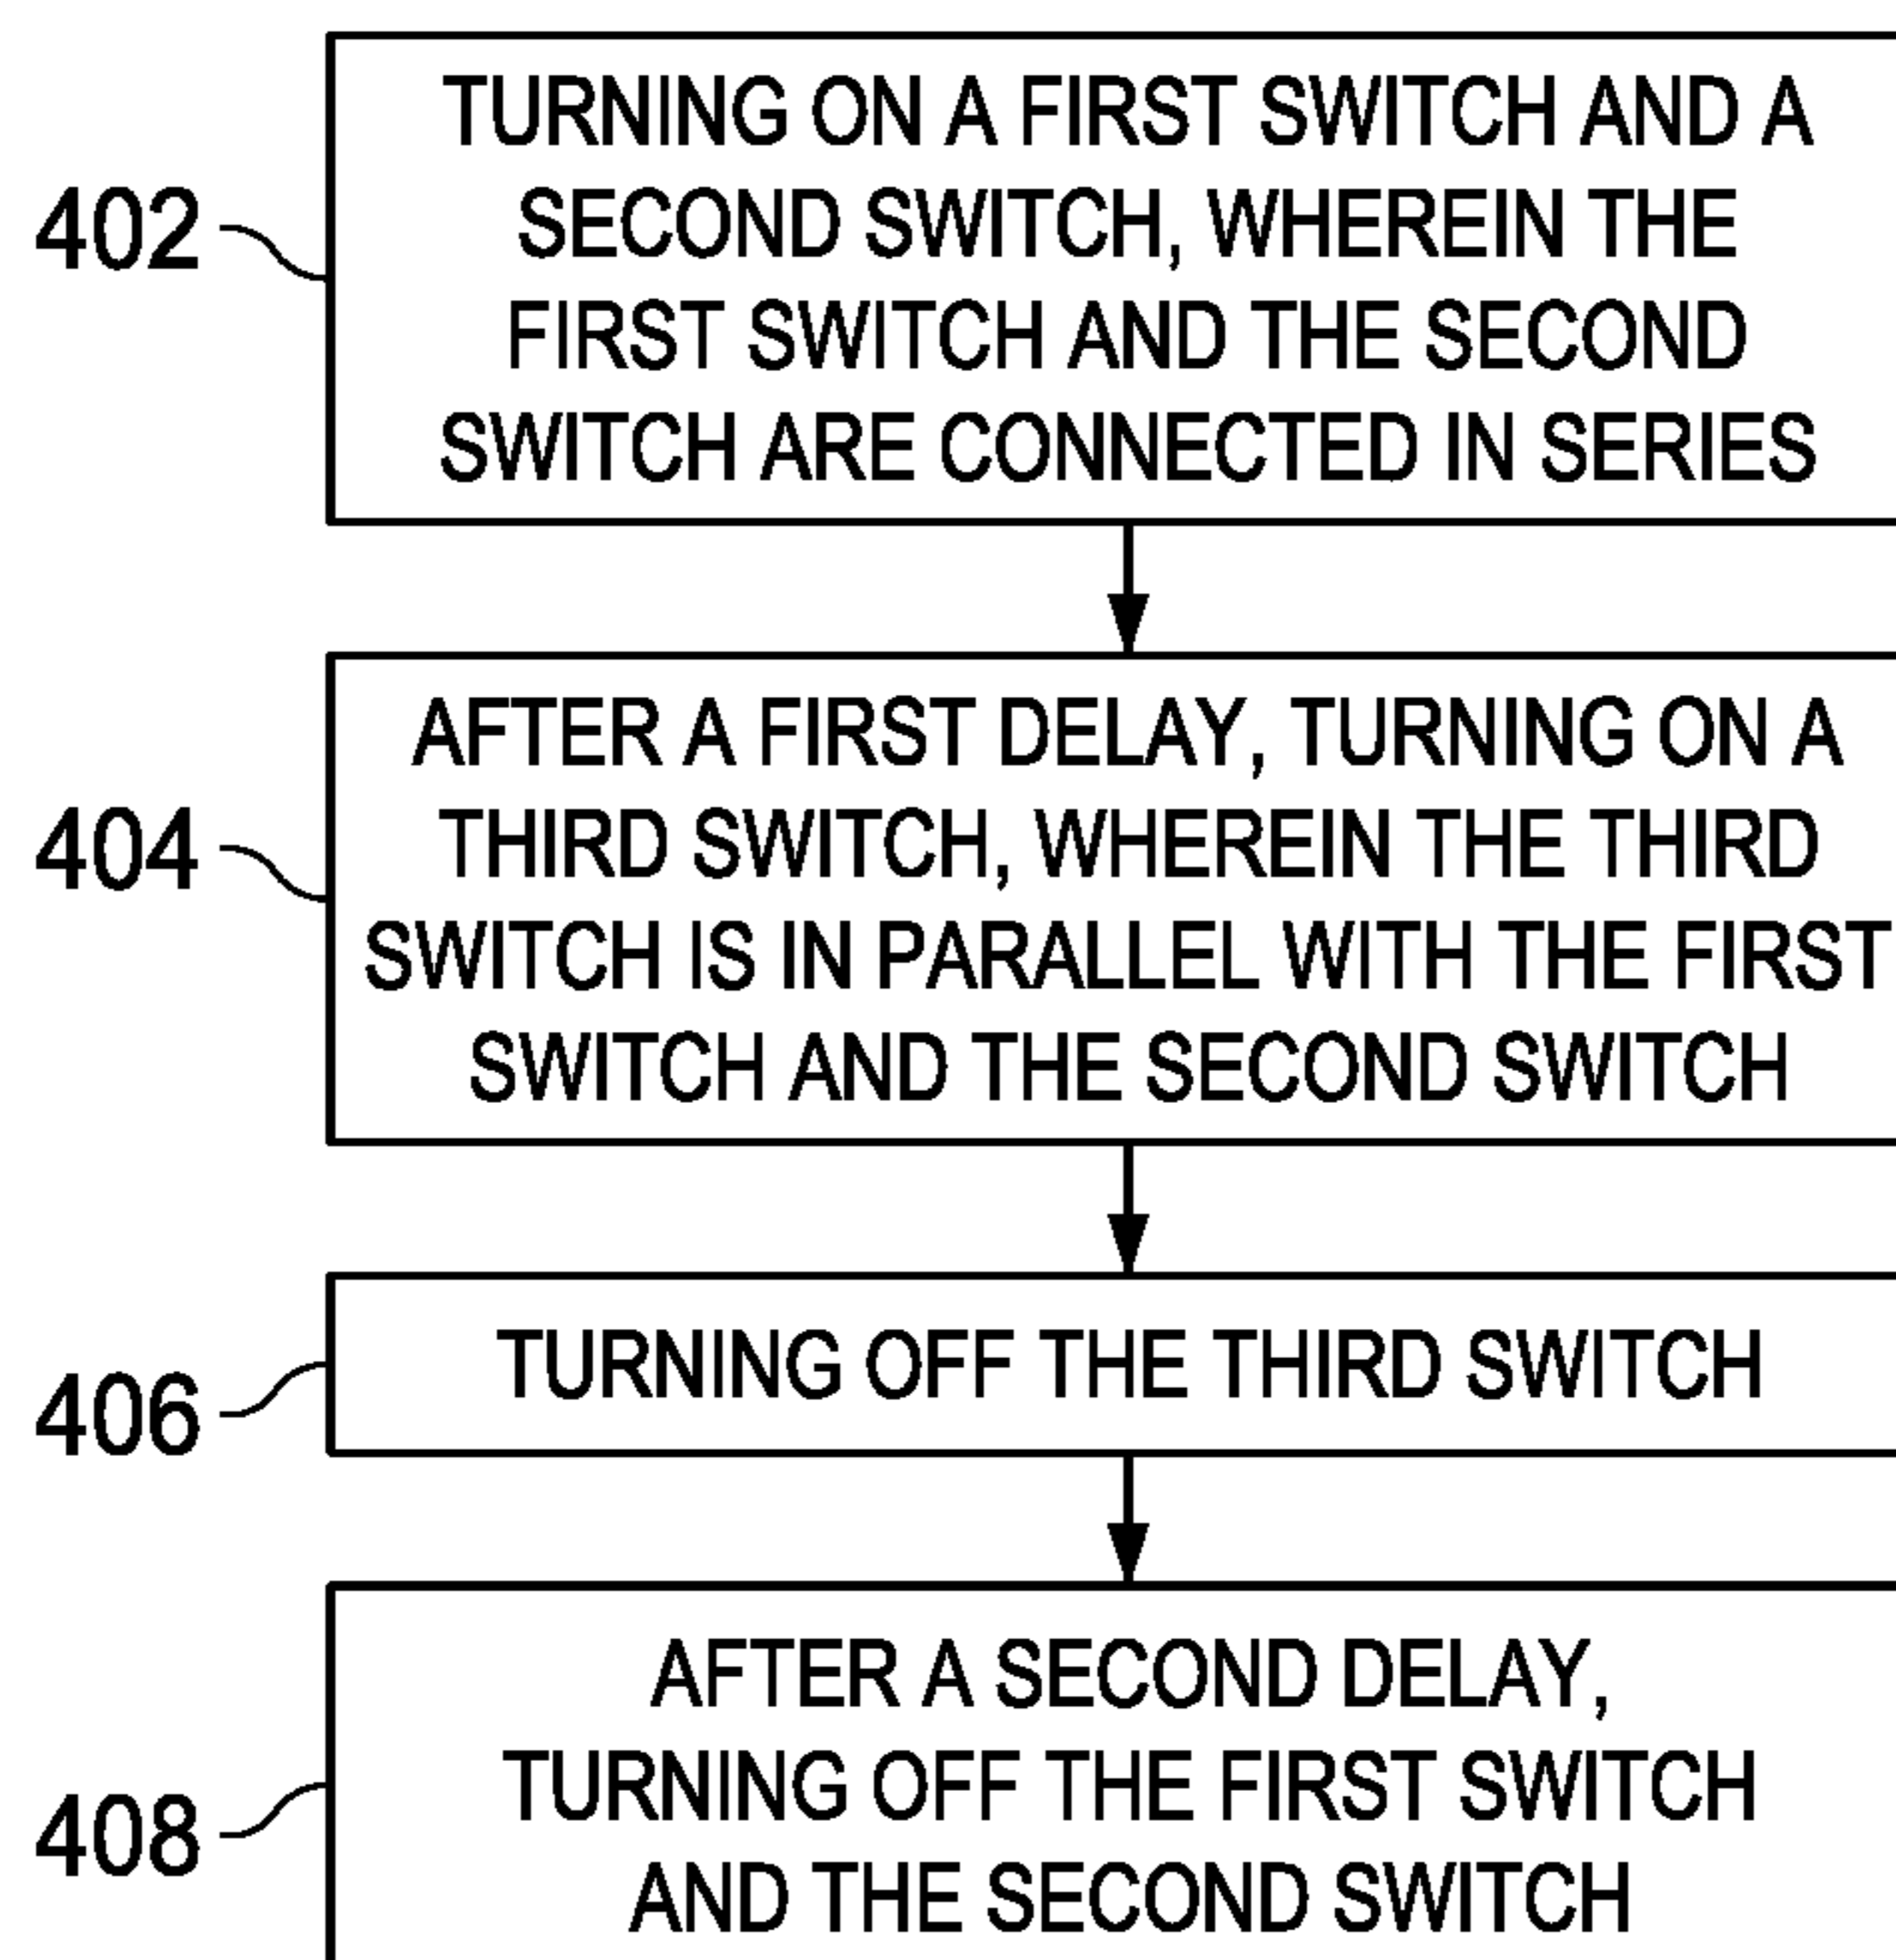 TURNING ON A FIRST SWITCH AND A
SECOND SWITCH, WHEREIN THE
FIRST SWITCH AND THE SECOND
SWITCH ARE CONNECTED IN SERIES
402
AFTER A FIRST DELAY, TURNING ON A
THIRD SWITCH, WHEREIN THE THIRD
SWITCH IS IN PARALLEL WITH THE FIRST
SWITCH AND THE SECOND SWITCH
404
TURNING OFF THE THIRD SWITCH
406
AFTER A SECOND DELAY,
TURNING OFF THE FIRST SWITCH
AND THE SECOND SWITCH
408